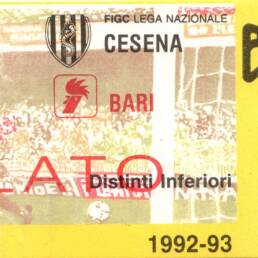 FIGC LEGA NAZIONALE
CESENA
BARI
LATO
Distinti Inferiori
1992-93